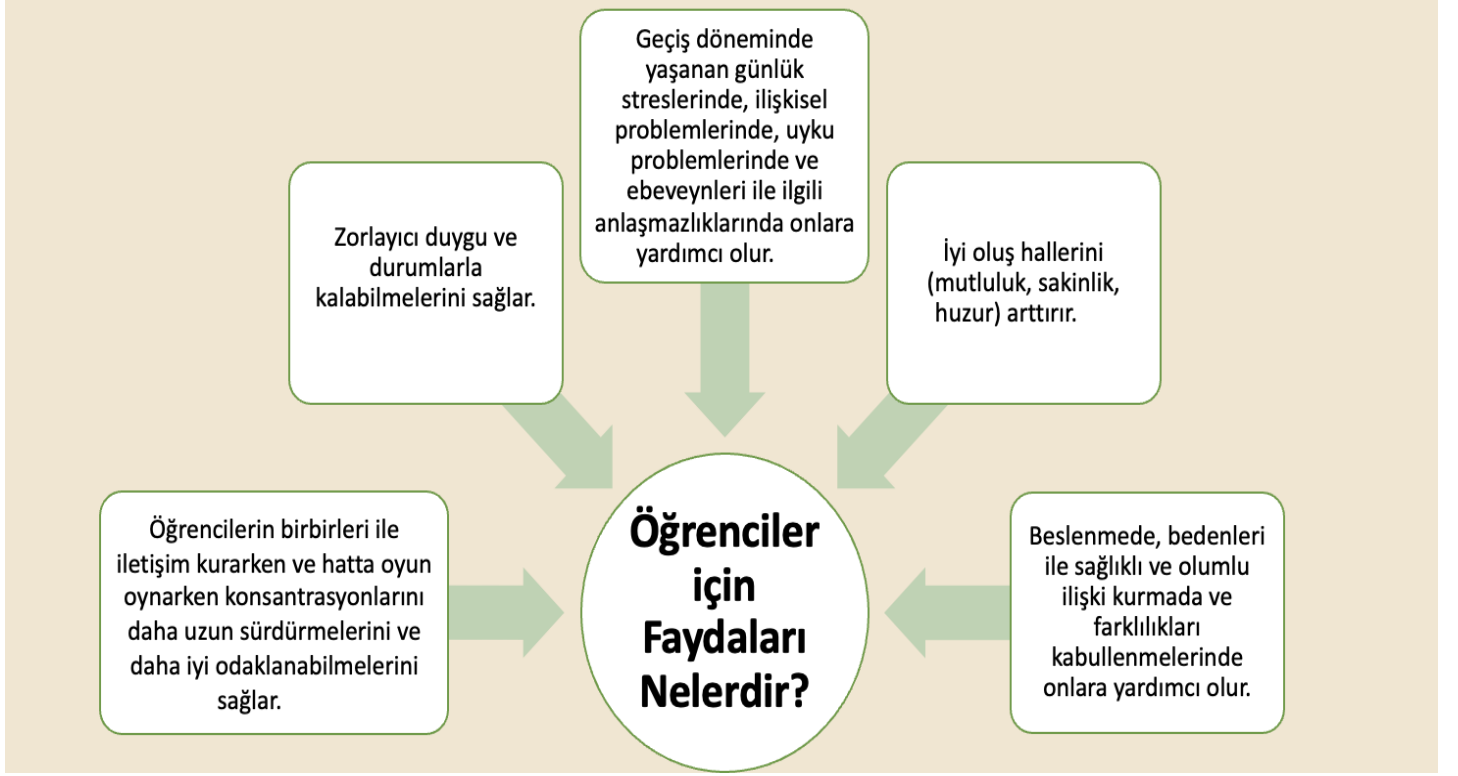 Geçiş döneminde
yaşanan günlük
streslerinde, ilişkisel
problemlerinde, uyku
problemlerinde ve
ebeveynleri ile ilgili
anlaşmazlıklarında onlara
yardımcı olur.
Zorlayıcı duygu ve
durumlarla
kalabilmelerini sağlar.
İyi oluş hallerini
(mutluluk, sakinlik,
huzur) arttırır.
Öğrencilerin birbirleri ile
iletişim kurarken ve hatta oyun
oynarken konsantrasyonlarını
daha uzun sürdürmelerini ve
daha iyi odaklanabilmelerini
sağlar.
Öğrenciler
için
Faydaları
Nelerdir?
Beslenmede, bedenleri
ile sağlıklı ve olumlu
ilişki kurmada ve
farklılıkları
kabullenmelerinde
onlara yardımcı olur.